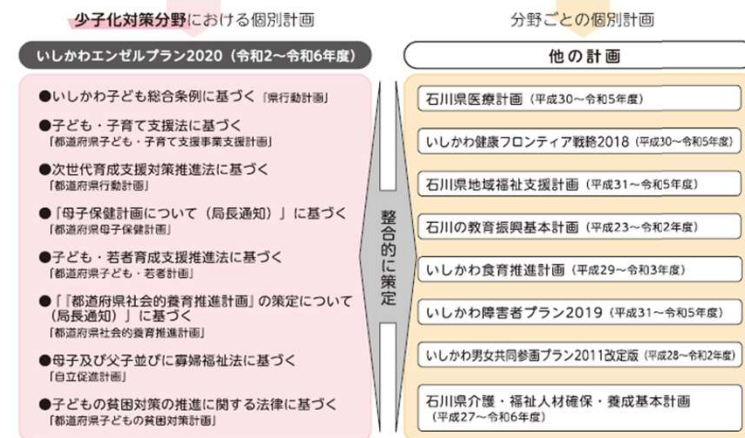 少子化対策分野における個別計画
いしかわエンゼルプラン2020（令和2～令和6年度）
●いしかわ子ども総合条例に基づく「県行動計画」
●子ども・子育て支援法に基づく
「都道府県子ども・子育て支援事業支援計画」
●次世代育成支援対策推進法に基づく
「都道府県行動計画」
●「母子保健計画について（局長通知）」に基づく
「都道府県母子保健計画」
●子ども・若者育成支援推進法に基づく
「都道府県子ども・若者計画」
●「『都道府県社会的養育推進計画』の策定について
（局長通知）」に基づく
「都道府県社会的養育推進計画」
●母子及び父子並びに寡婦福祉法に基づく
「自立促進計画」
●子どもの貧困対策の推進に関する法律に基づく
「都道府県子どもの貧困対策計画」
整合的に策定
分野ごとの個別計画
他の計画
石川県医療計画（平成30～令和5年度）
いしかわ健康フロンティア戦略2018（平成30～令和5年度）
石川県地域福祉支援計画（平成31～令和5年度）
石川の教育振興基本計画（平成23～令和2年度）
いしかわ食育推進計画（平成29～令和3年度）
いしかわ障害者プラン2019（平成31～令和5年度）
いしかわ男女共同参画プラン2011改定版（平成28～令和2年度）
石川県介護・福祉人材確保・養成基本計画
（平成27～令和6年度）